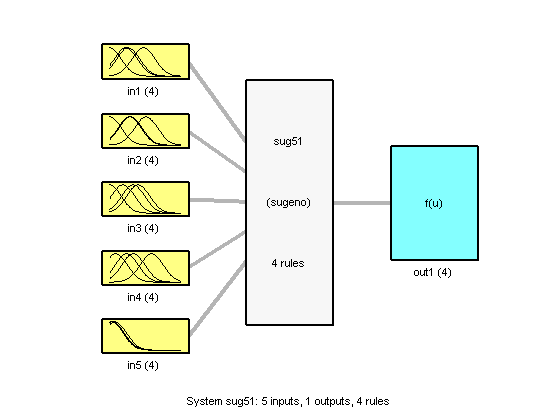 in1 (4)
in2 (4)
in3 (4)
in4 (4)
in5 (4)
sug51
(sugeno)
4 rules
f(u)
out1 (4)
System sug51: 5 inputs, 1 outputs, 4 rules